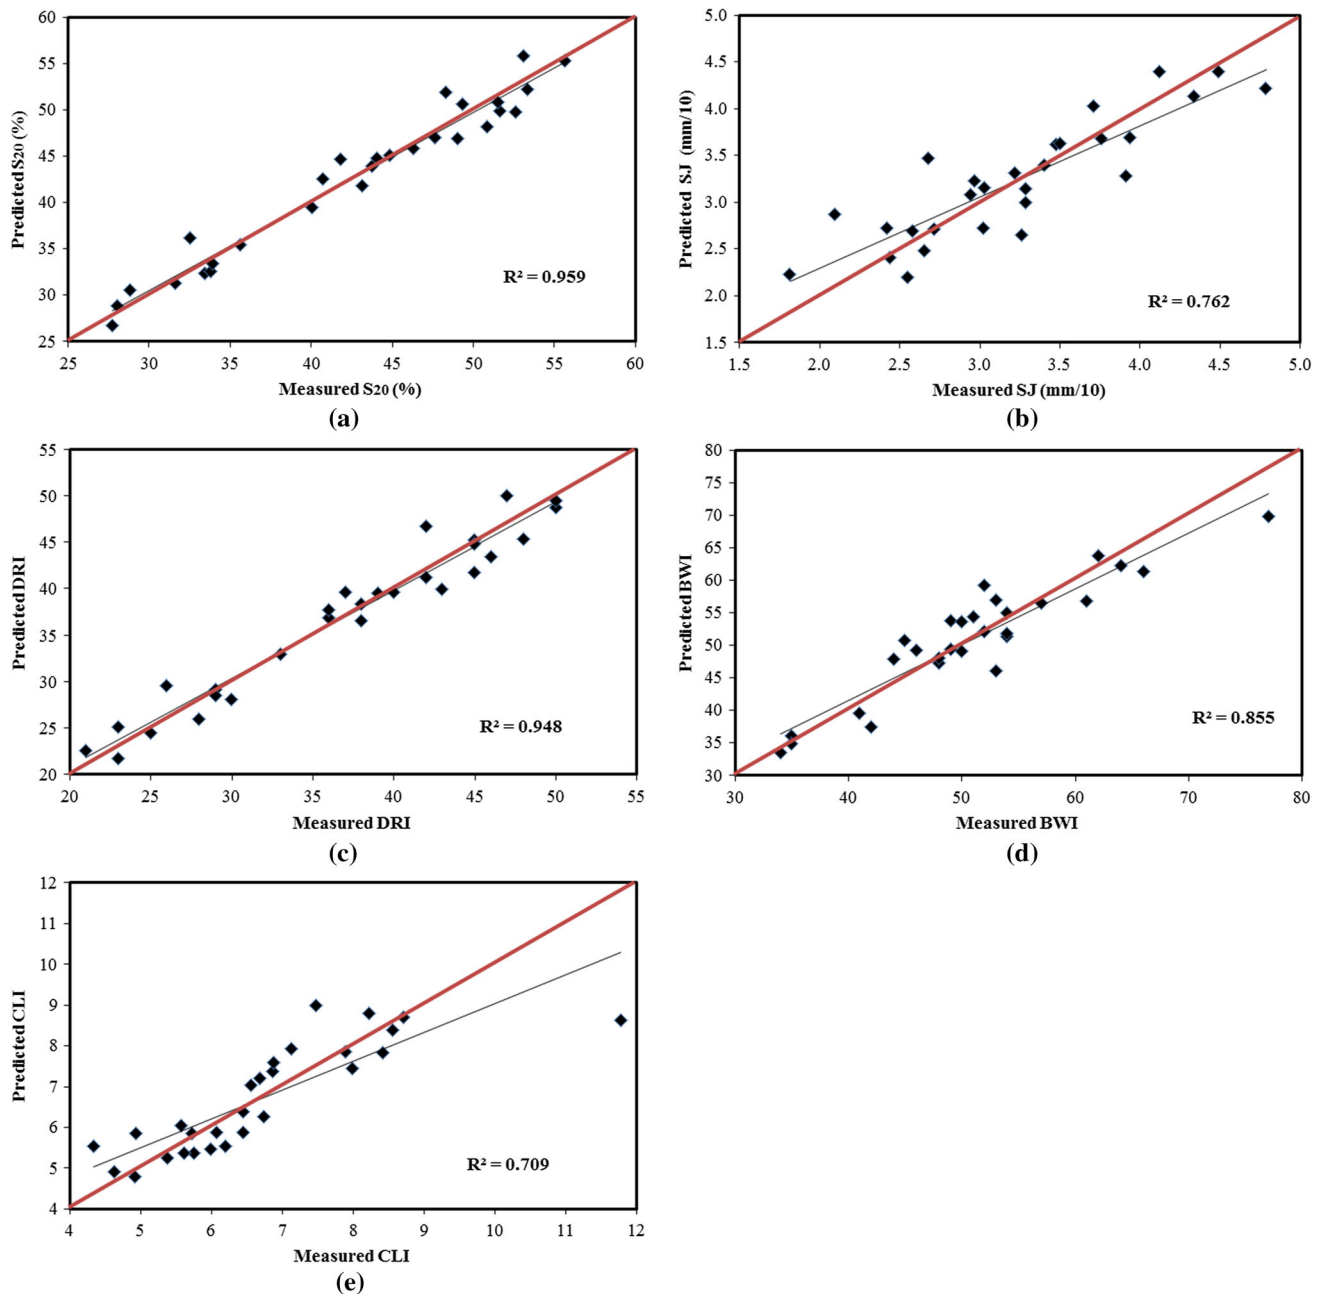 60
55
50
45
40
35
30
25
Predicted S20 (%)
R² = 0.959
25 30 35 40 45 50 55 60
Measured S20 (%)
(a)
5.0
4.5
4.0
3.5
3.0
2.5
2.0
1.5
Predicted SJ (mm/10)
R² = 0.762
1.5 2.0 2.5 3.0 3.5 4.0 4.5 5.0
Measured SJ (mm/10)
(b)
55
50
45
40
35
30
25
20
Predicted DRI
R² = 0.948
20 25 30 35 40 45 50 55
Measured DRI
(c)
80
75
70
65
60
55
50
45
40
35
30
Predicted BWI
R² = 0.855
30 40 50 60 70 80
Measured BWI
(d)
12
11
10
9
8
7
6
5
4
Predicted CLI
R² = 0.709
4 5 6 7 8 9 10 11 12
Measured CLI
(e)